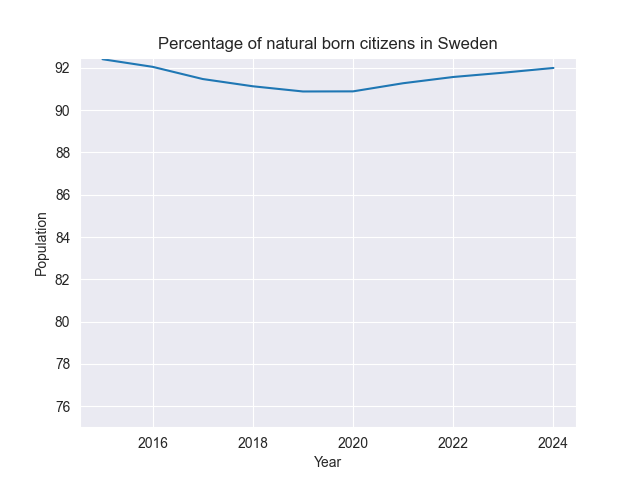 Percentage of natural born citizens in Sweden
92
90
88
86
84
82
80
78
76
Population
2016 2018 2020 2022 2024
Year